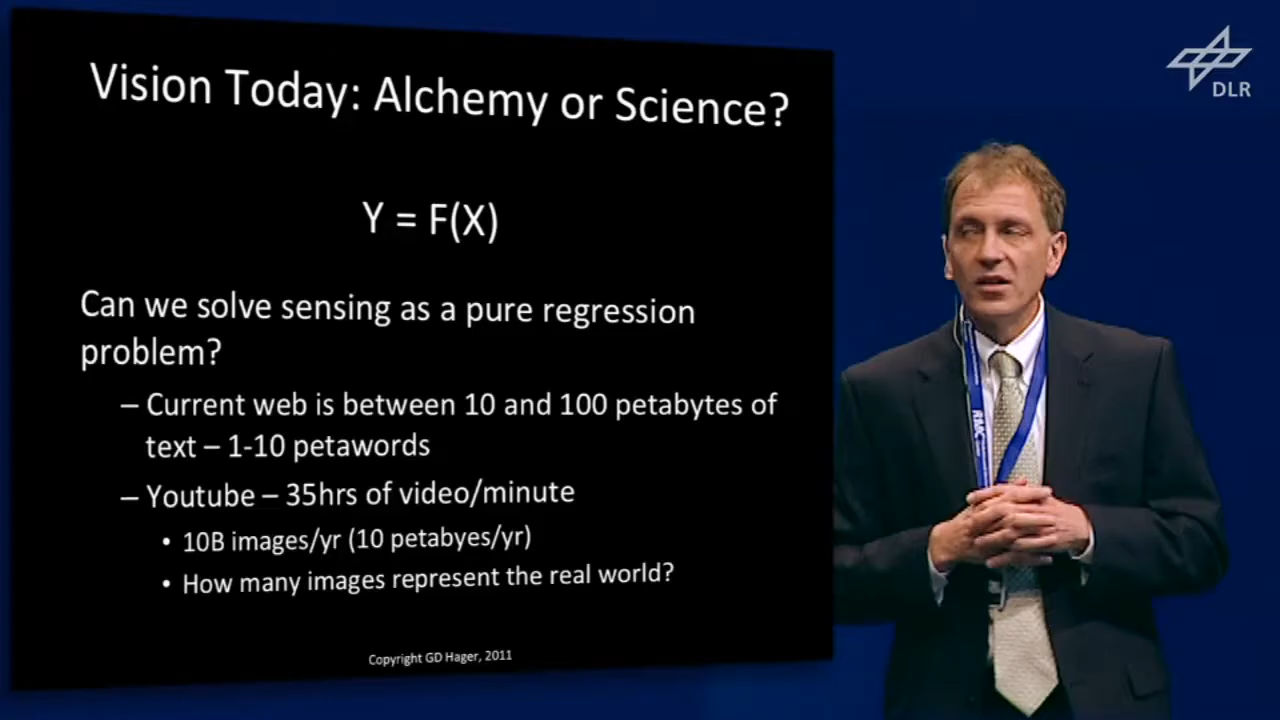 Vision Today: Alchemy or Science?
Y = F(X)
Can we solve sensing as a pure regression
problem?
– Current web is between 10 and 100 petabytes of
text – 1-10 petawords
– Youtube – 35hrs of video/minute
• 10B images/yr (10 petabyes/yr)
• How many images represent the real world?
Copyright GD Hager, 2011
DLR
RMC